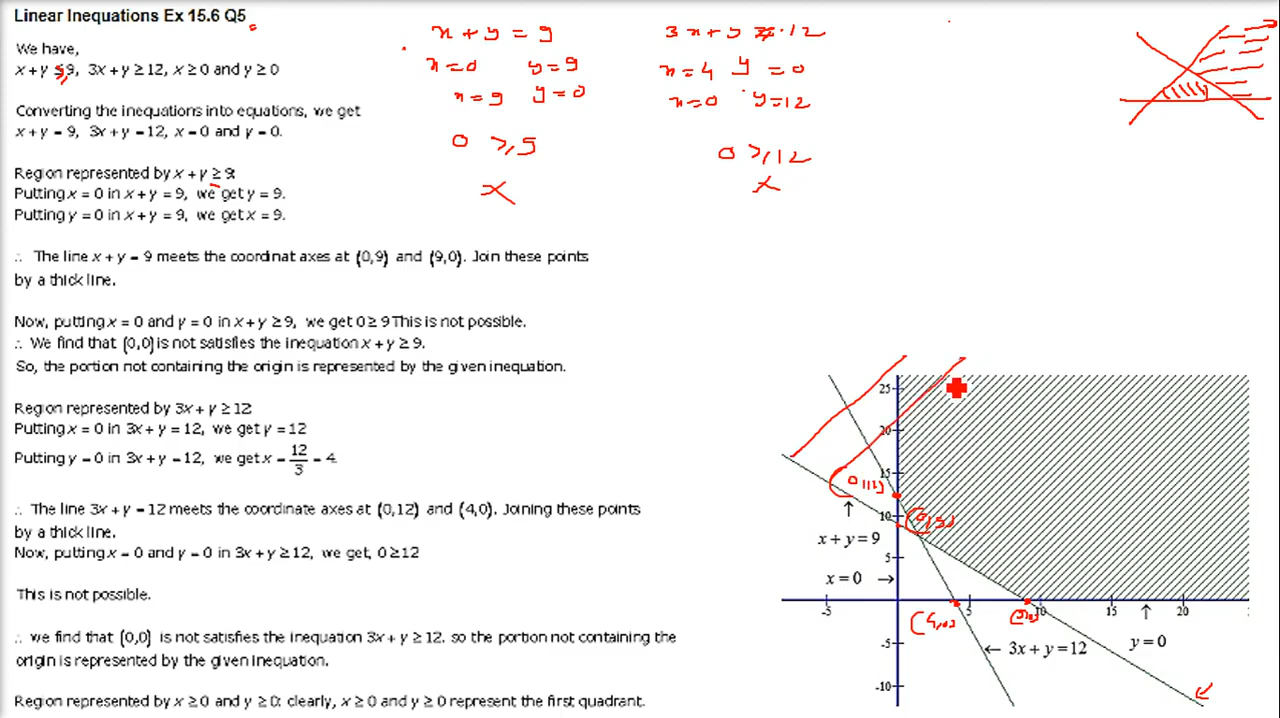 Linear Inequations Ex 15.6 Q5
We have,
x + y ≥ 9, 3x + y ≥ 12, x ≥ 0 and y ≥ 0
Converting the inequations into equations, we get
x + y = 9, 3x + y = 12, x = 0 and y = 0.
Region represented by x + y ≥ 9:
Putting x = 0 in x + y = 9, we get y = 9.
Putting y = 0 in x + y = 9, we get x = 9.
∴ The line x + y = 9 meets the coordinat axes at (0,9) and (9,0). Join these points
by a thick line.
Now, putting x = 0 and y = 0 in x + y ≥ 9, we get 0 ≥ 9 This is not possible.
∴ We find that (0,0) is not satisfies the inequation x + y ≥ 9.
So, the portion not containing the origin is represented by the given inequation.
Region represented by 3x + y ≥ 12
Putting x = 0 in 3x + y = 12, we get y = 12
Putting y = 0 in 3x + y = 12, we get x = 12/3 = 4.
∴ The line 3x + y = 12 meets the coordinate axes at (0,12) and (4,0). Joining these points
by a thick line.
Now, putting x = 0 and y = 0 in 3x + y ≥ 12, we get, 0 ≥ 12
This is not possible.
∴ we find that (0,0) is not satisfies the inequation 3x + y ≥ 12. so the portion not containing the
origin is represented by the given inequation.
Region represented by x ≥ 0 and y ≥ 0: clearly, x ≥ 0 and y ≥ 0 represent the first quadrant.
x + y = 9
x = 0 y = 9
x = 9 y = 0
0 ≥ 9
x
3x + y = 12
x = 4 y = 0
x = 0 y = 12
0 ≥ 12
x
25
20
15
0,12)
10
(0,9)
x + y = 9
5
x = 0 →
-5 5 10 15 20
(4,0) (9,0)
-5
← 3x + y = 12
y = 0
-10